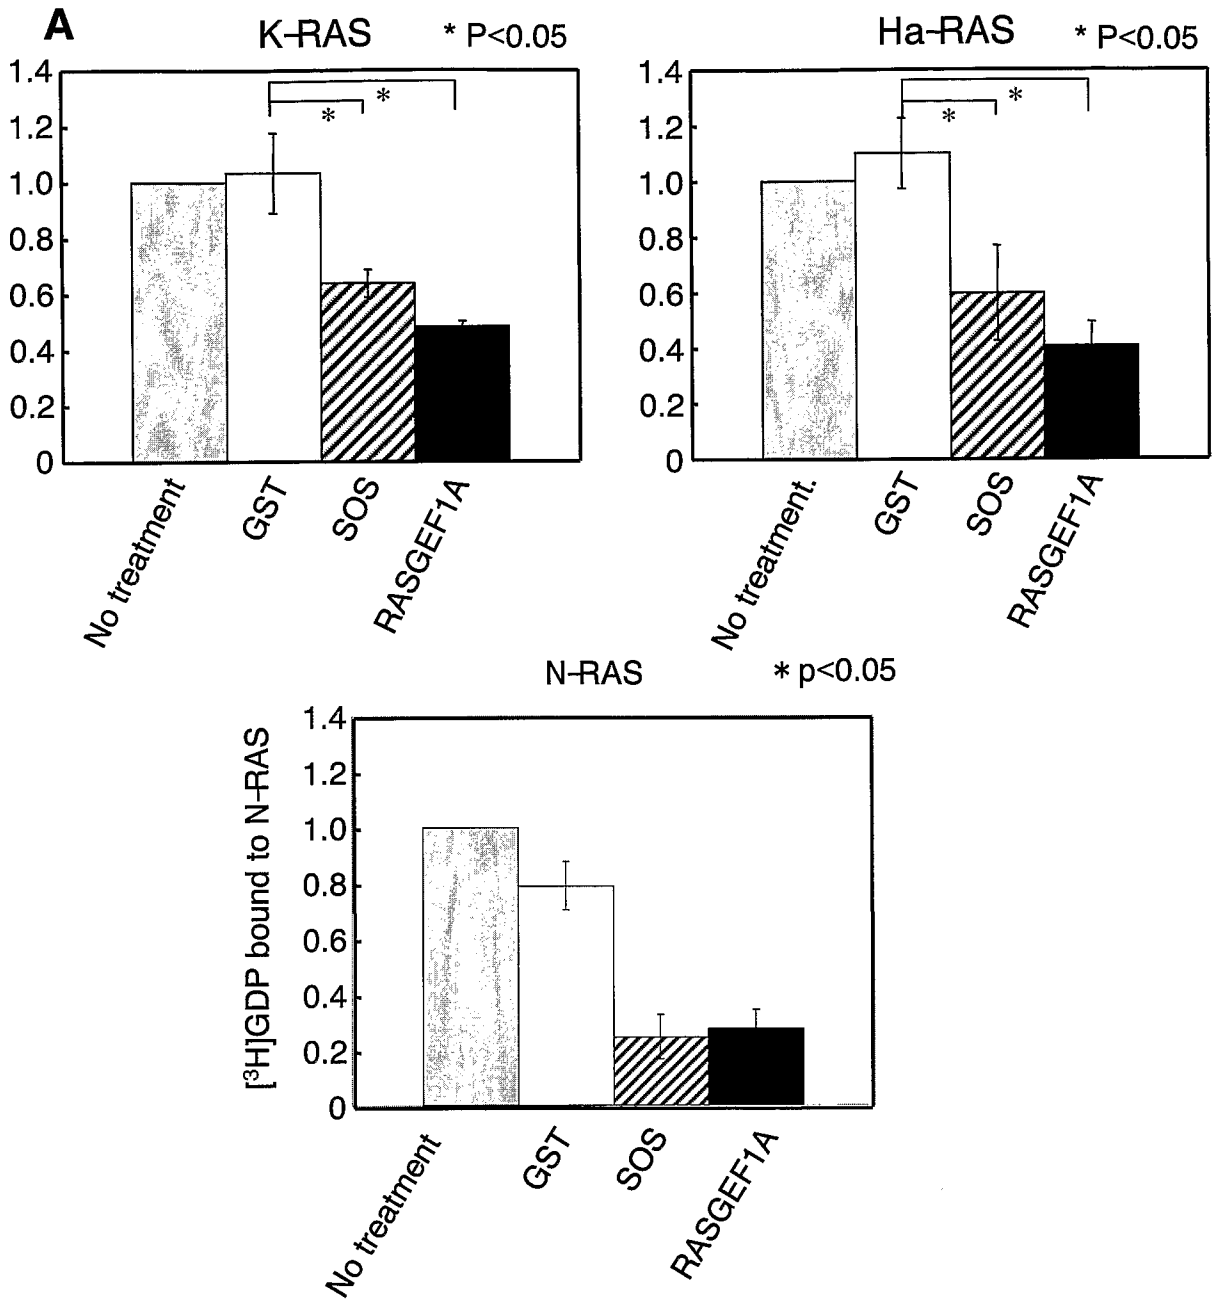 A
K–RAS * P<0.05
1.4
1.2
1.0
0.8
0.6
0.4
0.2
0
*
*
No treatment
GST
SOS
RASGEF1A
Ha–RAS * P<0.05
1.4
1.2
1.0
0.8
0.6
0.4
0.2
0
*
*
No treatment.
GST
SOS
RASGEF1A
N–RAS * p<0.05
[³H]GDP bound to N–RAS
1.4
1.2
1.0
0.8
0.6
0.4
0.2
0
No treatment
GST
SOS
RASGEF1A